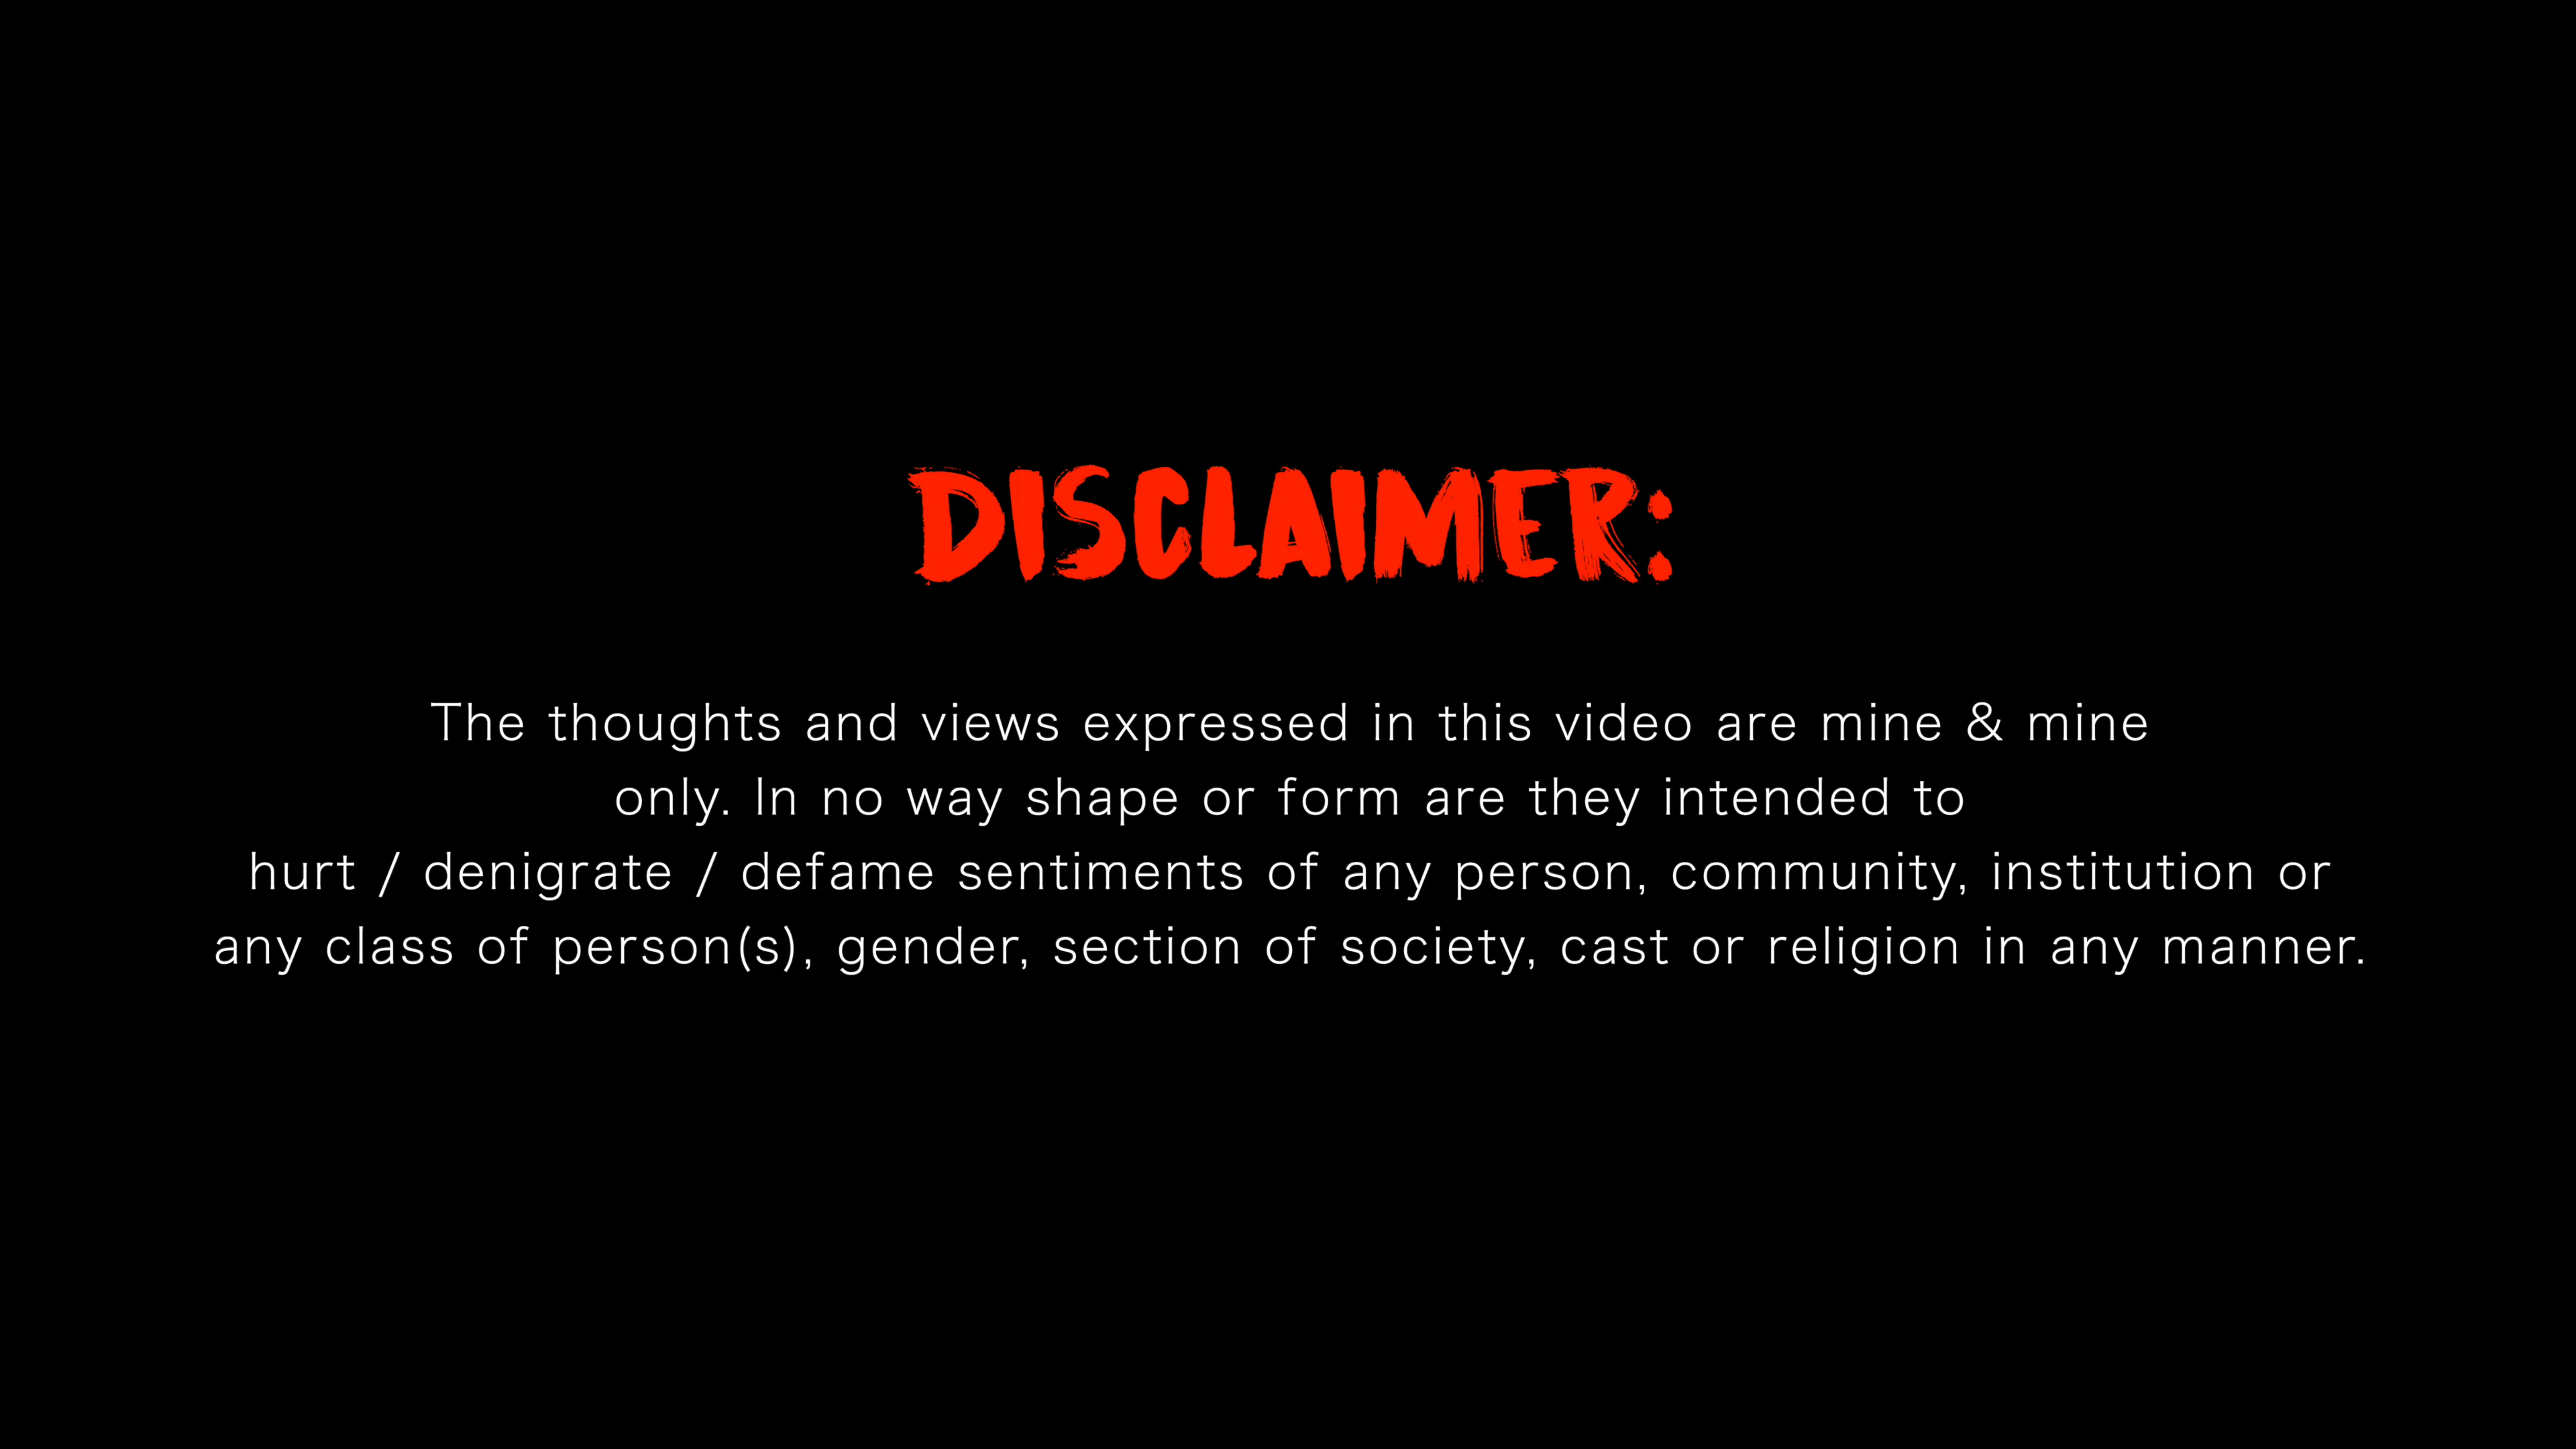 DISCLAIMER:
The thoughts and views expressed in this video are mine & mine
only. In no way shape or form are they intended to
hurt / denigrate / defame sentiments of any person, community, institution or
any class of person(s), gender, section of society, cast or religion in any manner.